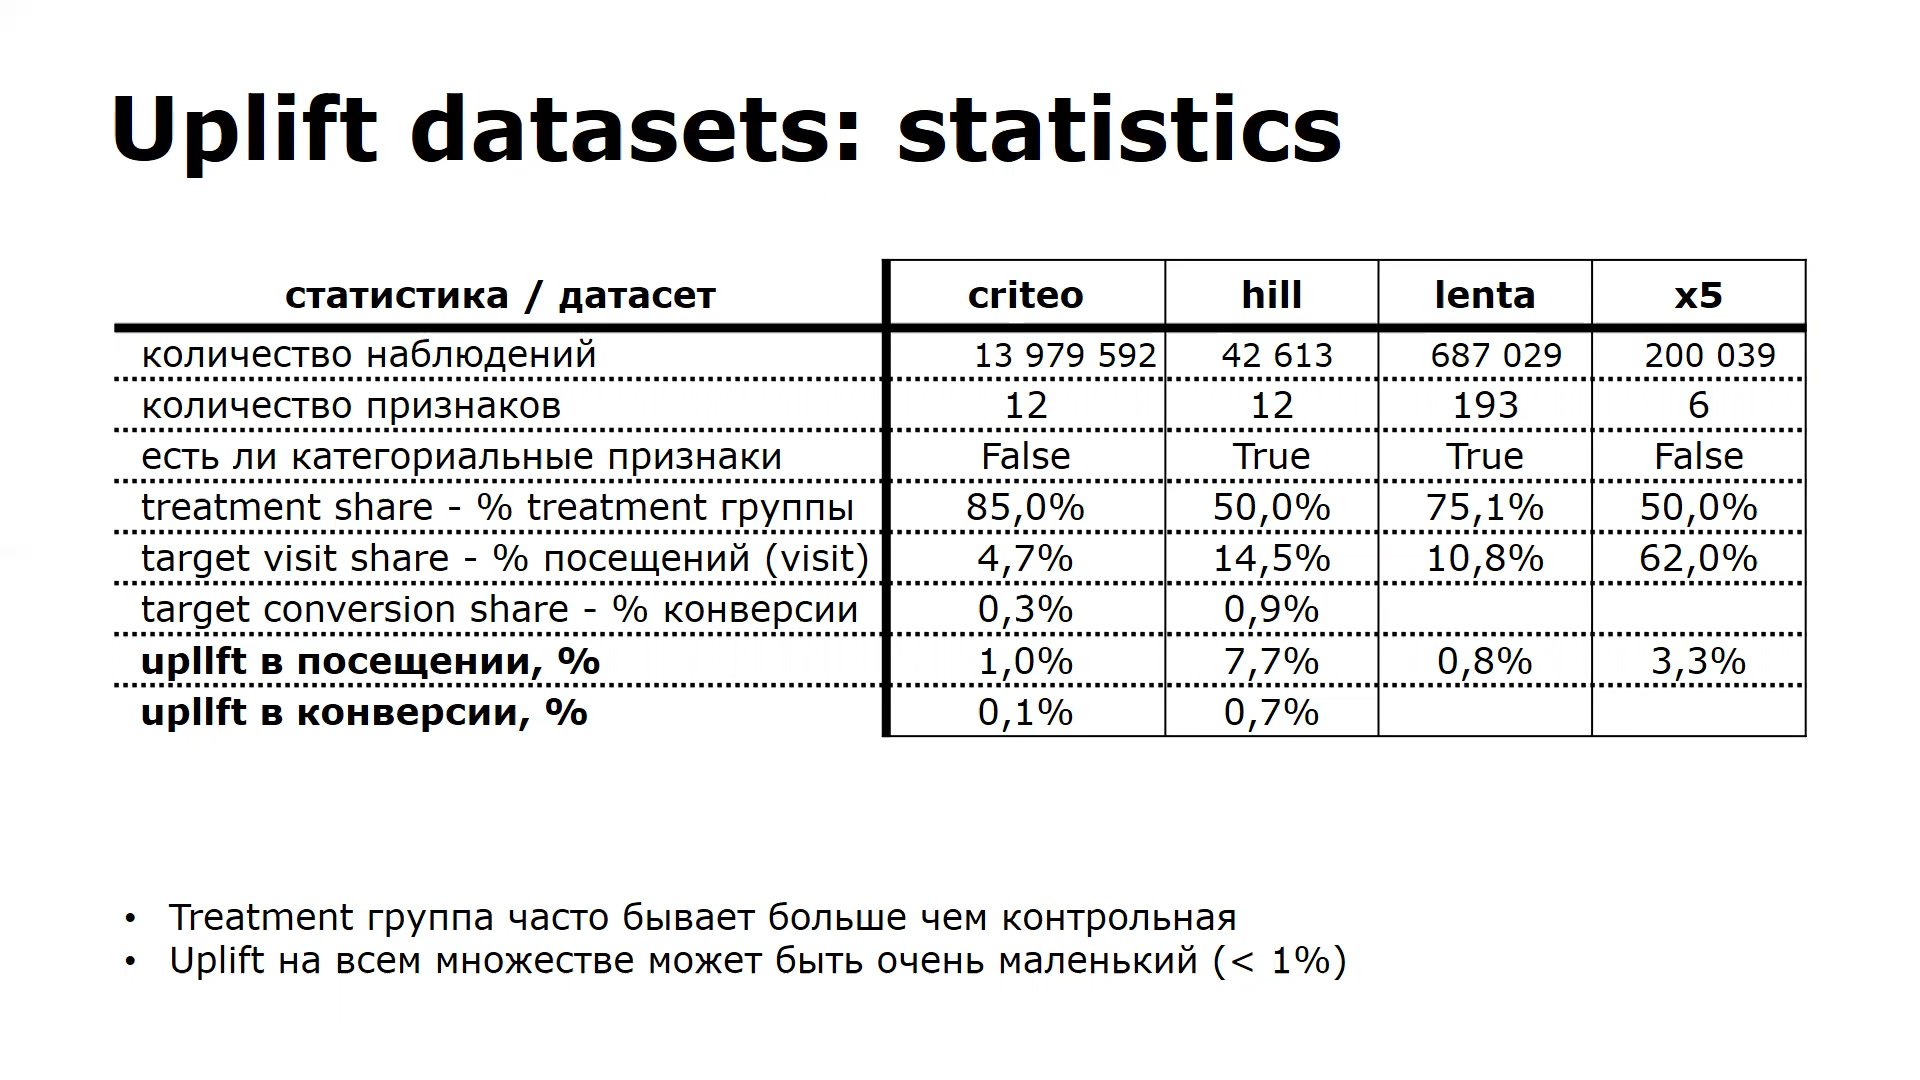 Uplift datasets: statistics
статистика / датасет criteo hill lenta x5
количество наблюдений 13 979 592 42 613 687 029 200 039
количество признаков 12 12 193 6
есть ли категориальные признаки False True True False
treatment share - % treatment группы 85,0% 50,0% 75,1% 50,0%
target visit share - % посещений (visit) 4,7% 14,5% 10,8% 62,0%
target conversion share - % конверсии 0,3% 0,9%
upllft в посещении, % 1,0% 7,7% 0,8% 3,3%
upllft в конверсии, % 0,1% 0,7%
• Treatment группа часто бывает больше чем контрольная
• Uplift на всем множестве может быть очень маленький (< 1%)